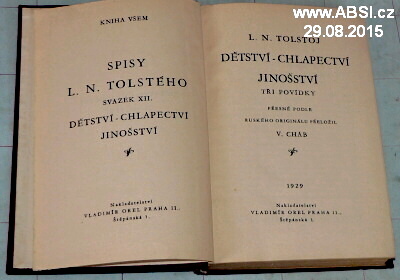 www.ABSI.cz
29.08.2015
KNIHA VŠEM
SPISY
L. N. TOLSTÉHO
SVAZEK XII.
DĚTSTVÍ - CHLAPECTVÍ
JINOŠSTVÍ
Nakladatelství
VLADIMÍR OREL PRAHA II.,
Štěpánská 1.
L. N. TOLSTOJ
DĚTSTVÍ - CHLAPECTVÍ
JINOŠSTVÍ
TŘI POVÍDKY
PŘESNĚ PODLE
RUSKÉHO ORIGINÁLU PŘELOŽIL
V. CHÁB
1929
Nakladatelství
VLADIMÍR OREL PRAHA II.,
Štěpánská 1.